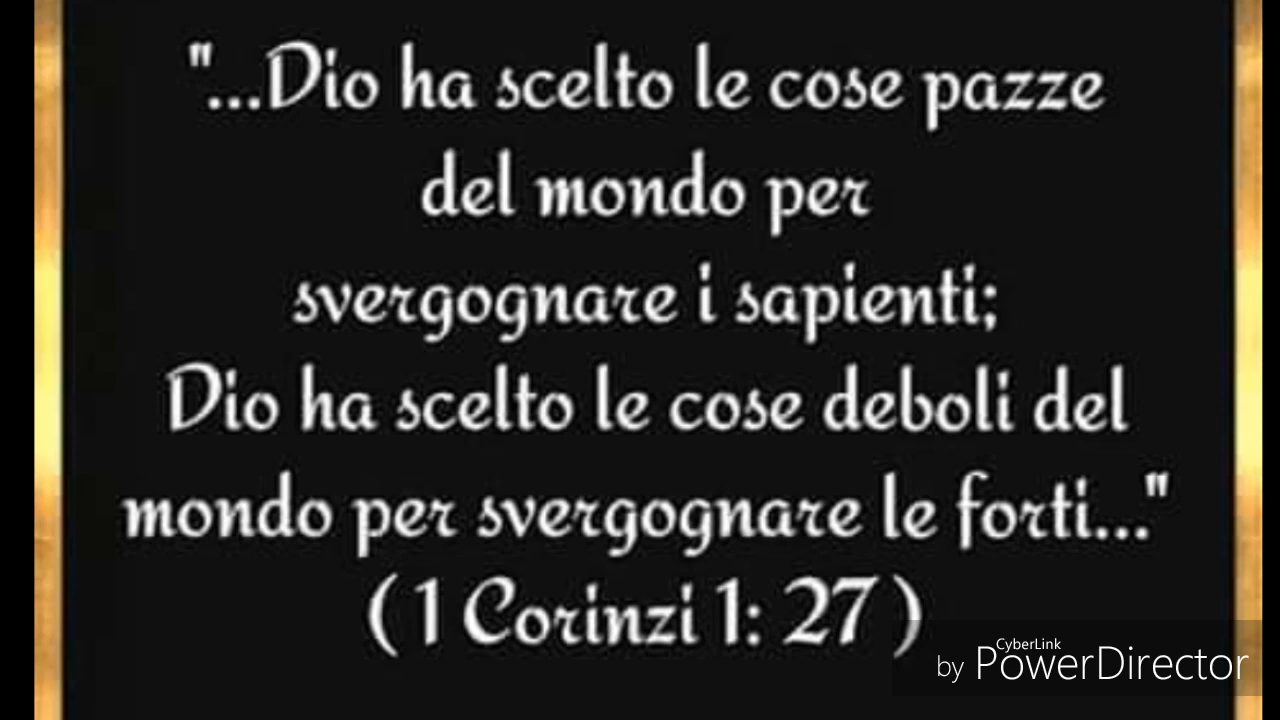 "...Dio ha scelto le cose pazze
del mondo per
svergognare i sapienti;
Dio ha scelto le cose deboli del
mondo per svergognare le forti..."
( 1 Corinzi 1: 27 )
CyberLink
by PowerDirector